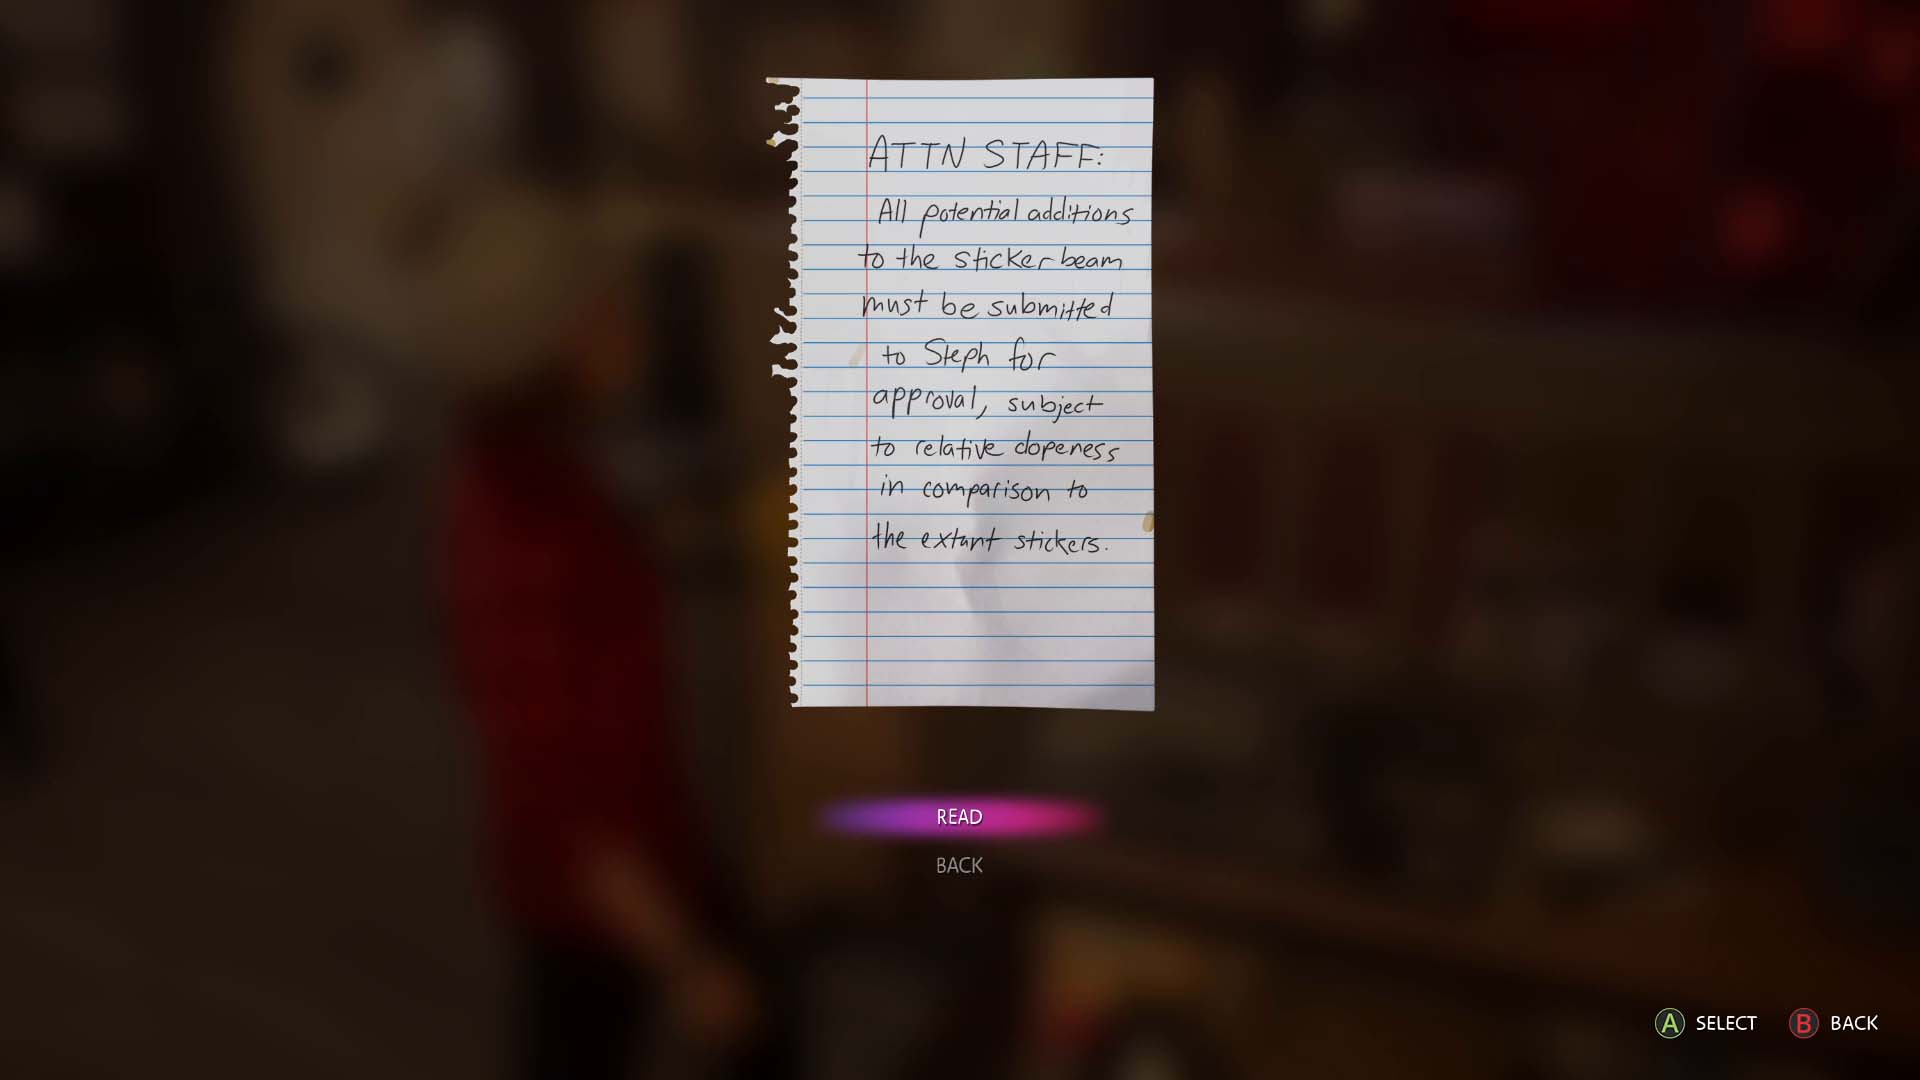 ATTN STAFF:
All potential additions
to the sticker beam
must be submitted
to Steph for
approval, subject
to relative dopeness
in comparison to
the extant stickers.
READ
BACK
A SELECT B BACK